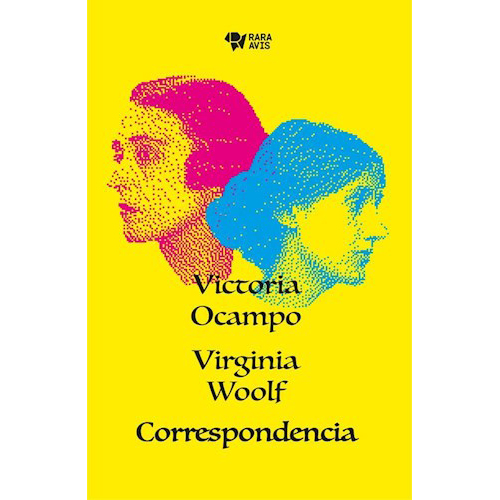 RARA
AVIS
Victoria
Ocampo
Virginia
Woolf
Correspondencia